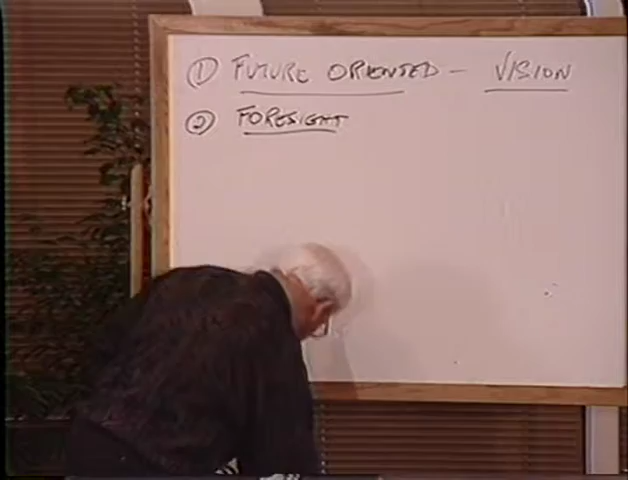 ① FUTURE ORIENTED - VISION
② FORESIGHT